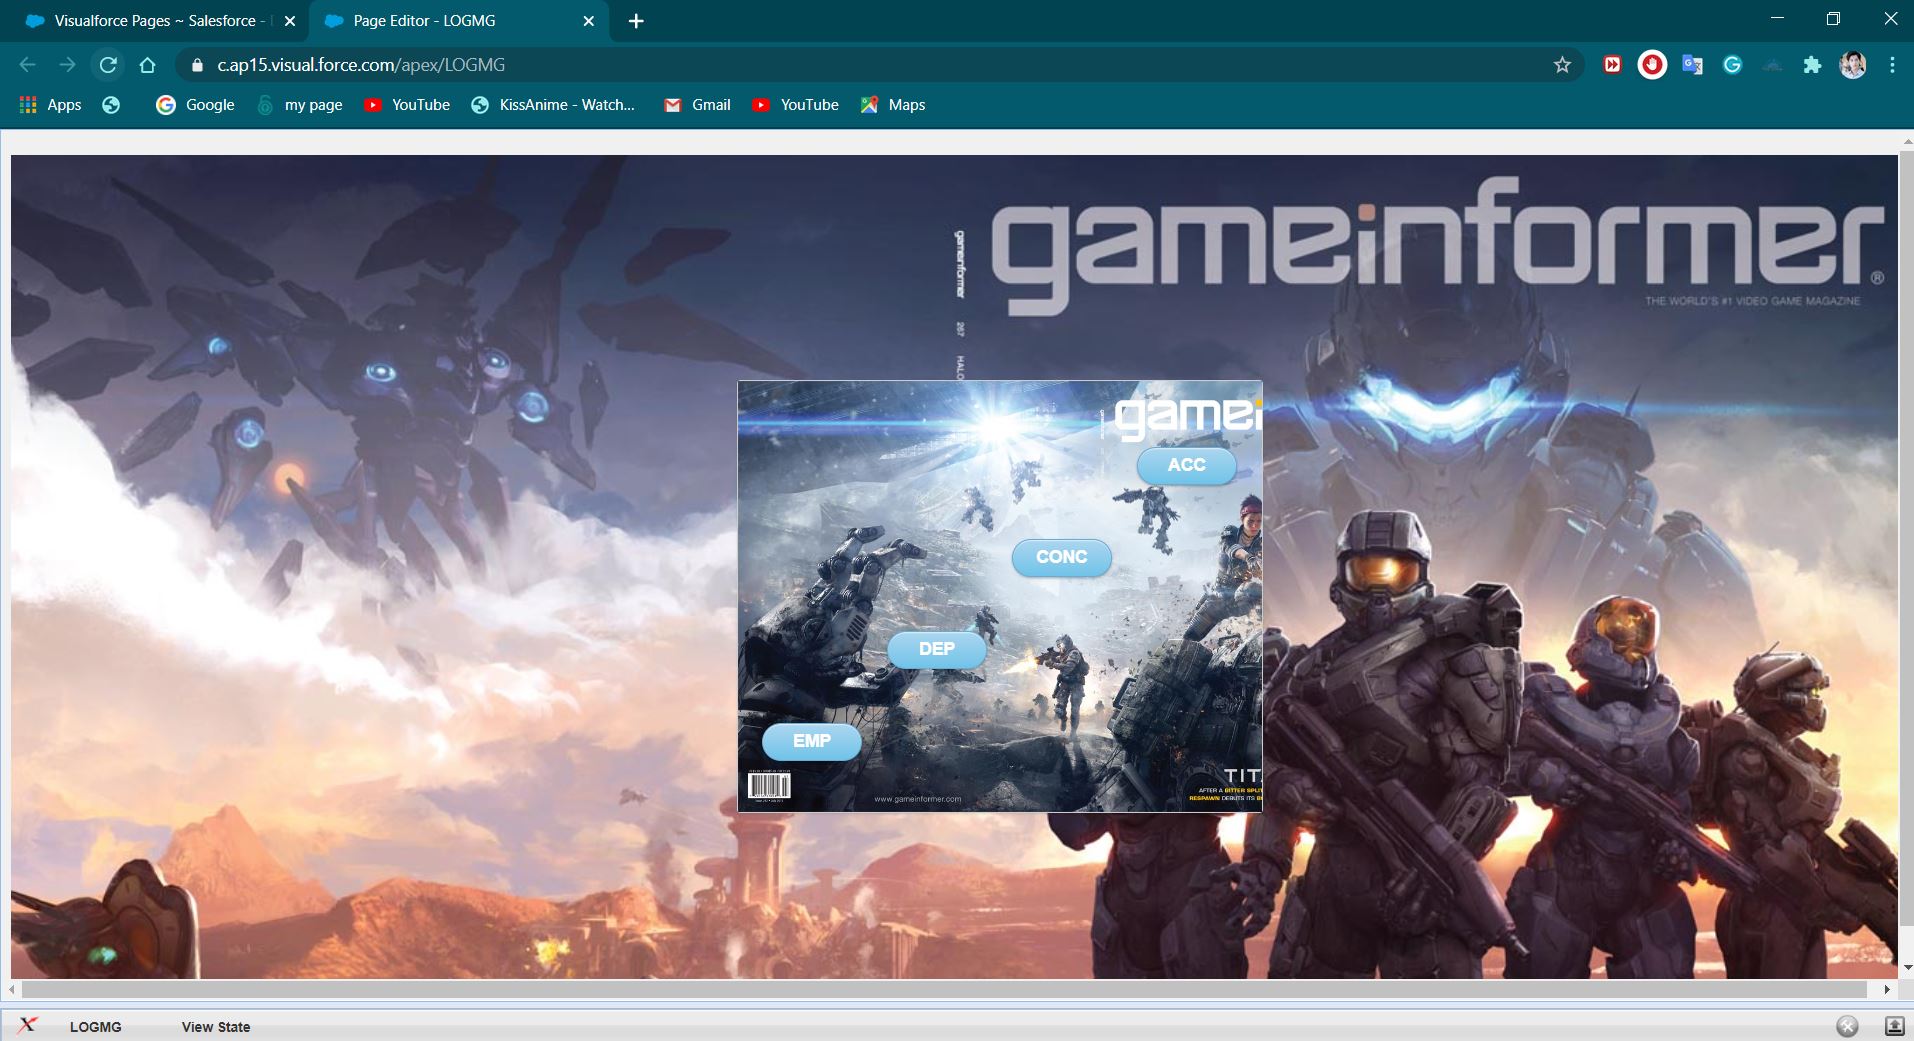 Visualforce Pages ~ Salesforce -
Page Editor - LOGMG
c.ap15.visual.force.com/apex/LOGMG
Apps
Google
my page
YouTube
KissAnime - Watch...
Gmail
YouTube
Maps
gameinformer®
THE WORLD'S #1 VIDEO GAME MAGAZINE
gameinformer
267
HALO
gamei
ACC
CONC
DEP
EMP
www.gameinformer.com
TIT
AFTER A BITTER SPLIT
RESPAWN DEBUTS ITS
LOGMG
View State